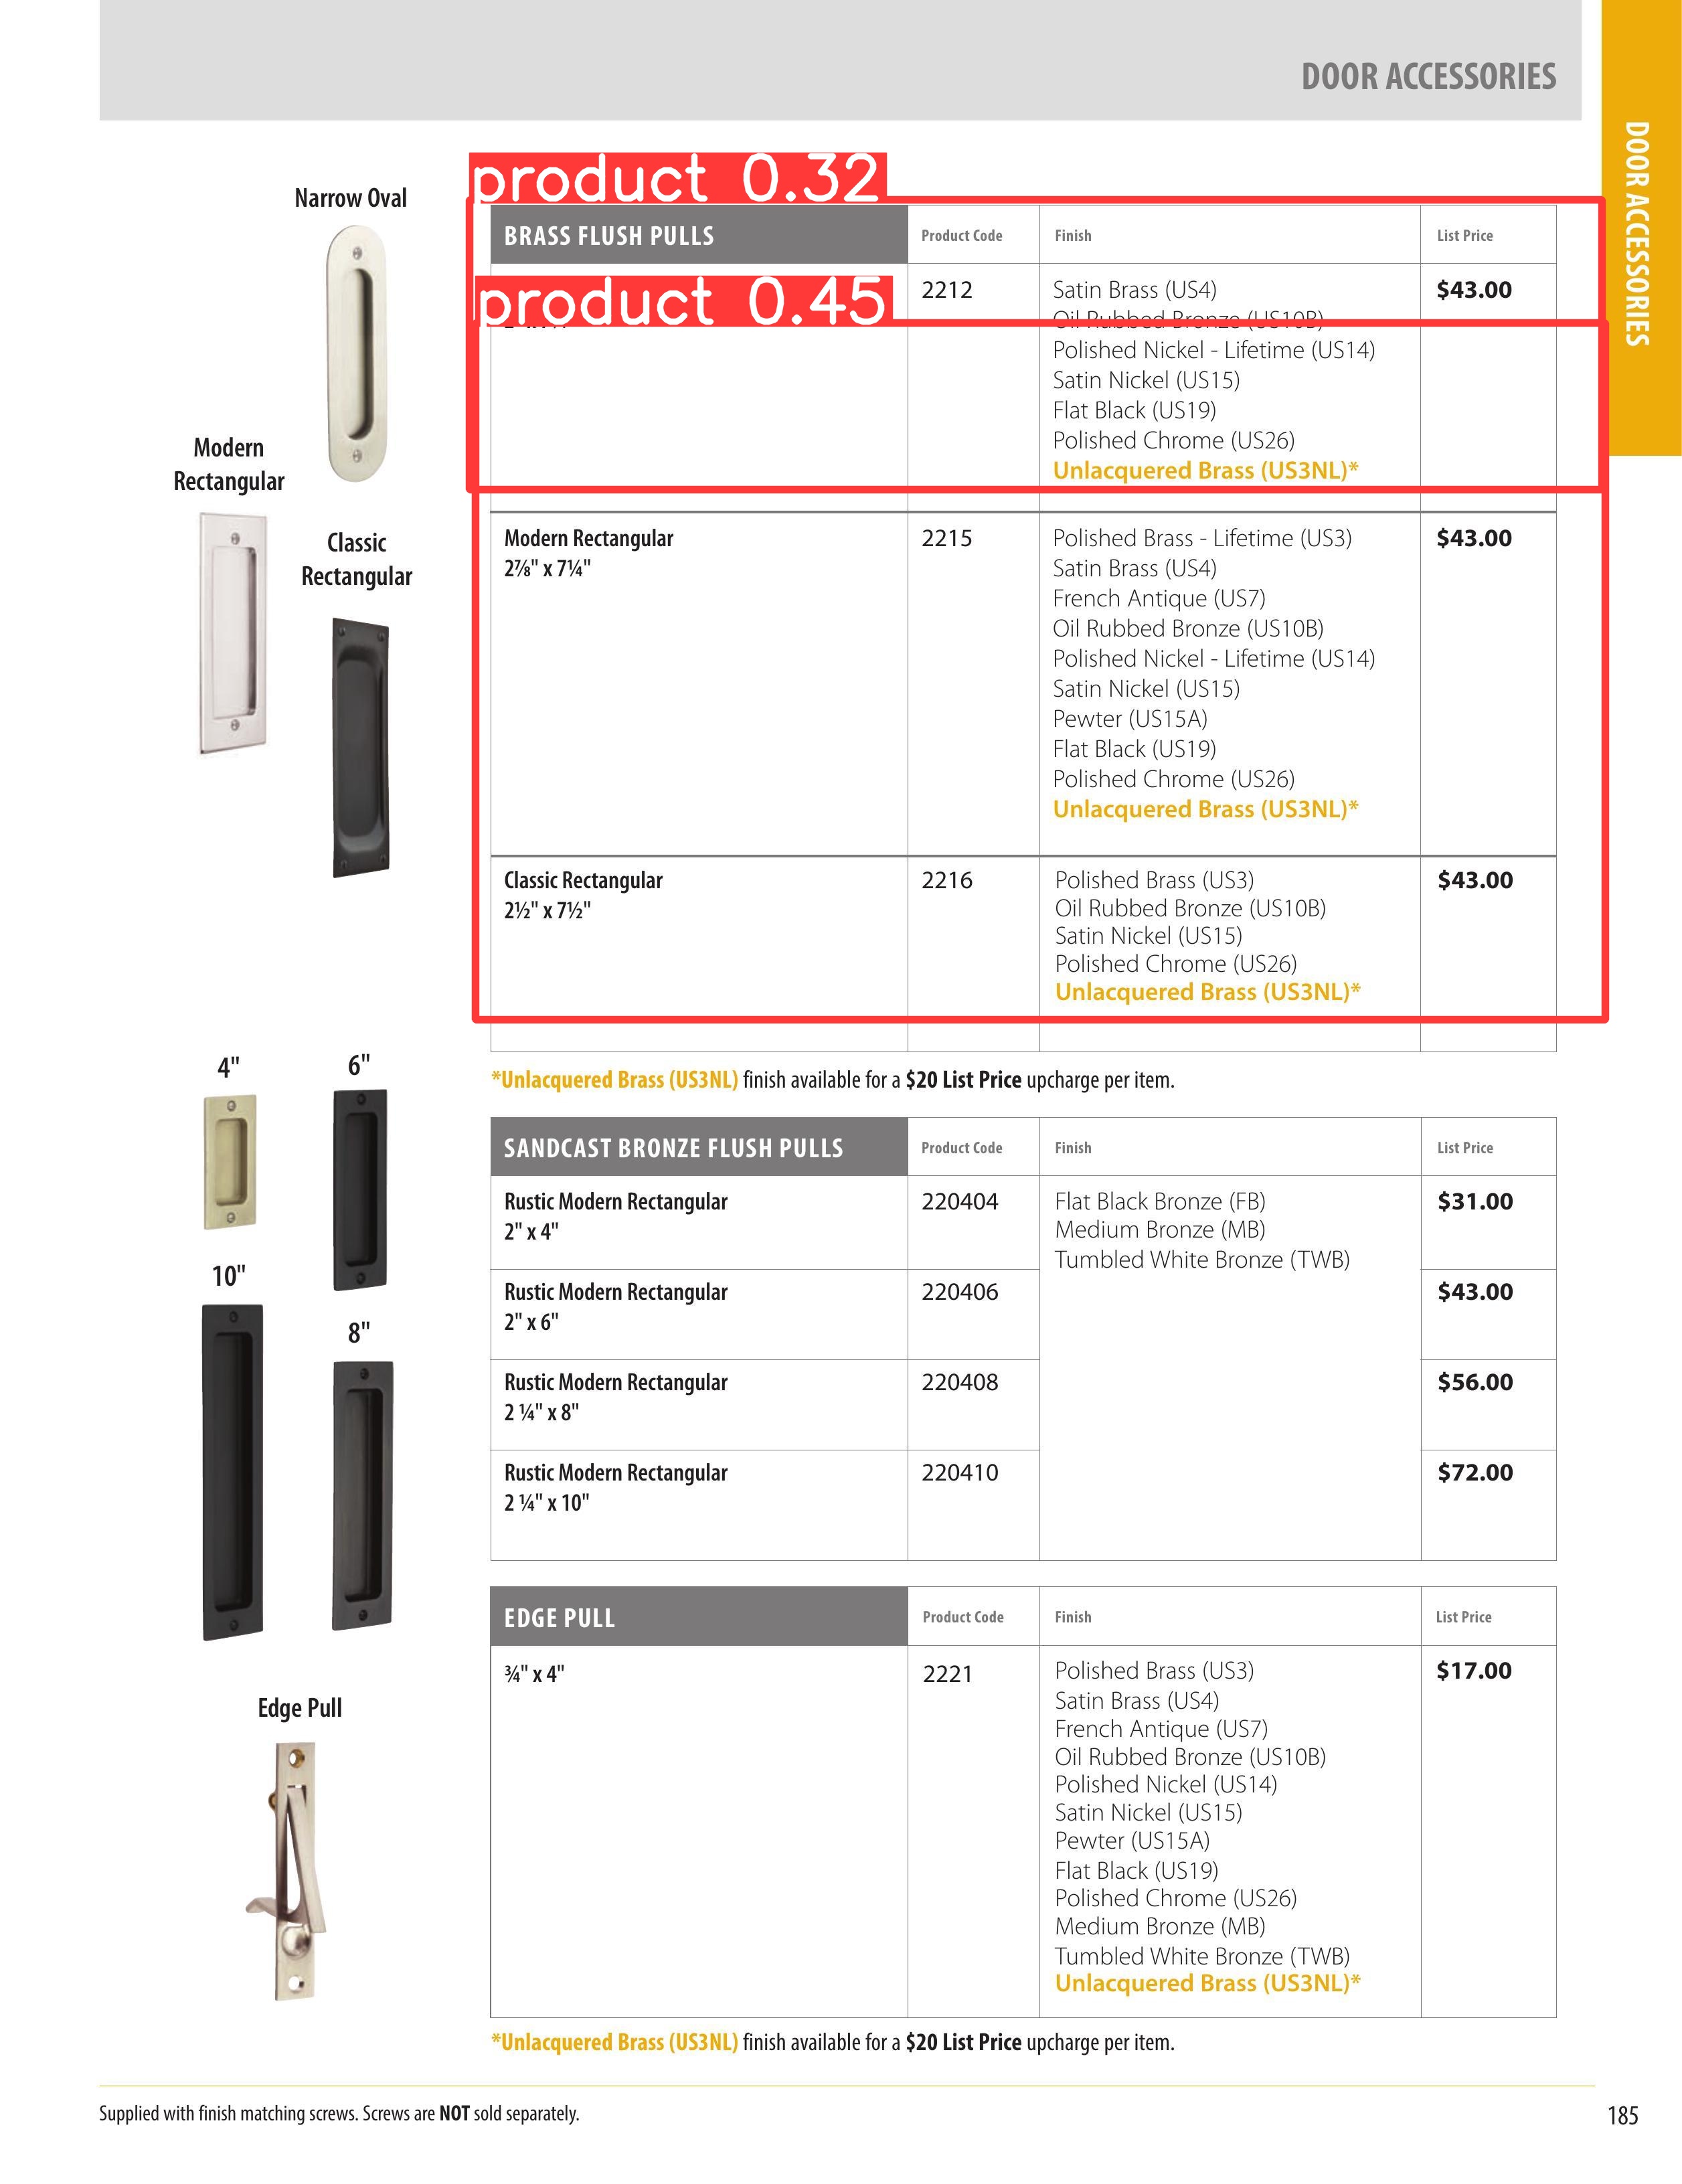 DOOR ACCESSORIES
DOOR ACCESSORIES
Narrow Oval
Modern
Rectangular
Classic
Rectangular
product 0.32
BRASS FLUSH PULLS Product Code Finish List Price
product 0.45 2212 Satin Brass (US4) $43.00
Oil Rubbed Bronze (US10B)
Polished Nickel - Lifetime (US14)
Satin Nickel (US15)
Flat Black (US19)
Polished Chrome (US26)
Unlacquered Brass (US3NL)*
Modern Rectangular 2215 Polished Brass - Lifetime (US3) $43.00
2⅞" x 7¼" Satin Brass (US4)
French Antique (US7)
Oil Rubbed Bronze (US10B)
Polished Nickel - Lifetime (US14)
Satin Nickel (US15)
Pewter (US15A)
Flat Black (US19)
Polished Chrome (US26)
Unlacquered Brass (US3NL)*
Classic Rectangular 2216 Polished Brass (US3) $43.00
2½" x 7½" Oil Rubbed Bronze (US10B)
Satin Nickel (US15)
Polished Chrome (US26)
Unlacquered Brass (US3NL)*
*Unlacquered Brass (US3NL) finish available for a $20 List Price upcharge per item.
4" 6"
10"
8"
SANDCAST BRONZE FLUSH PULLS Product Code Finish List Price
Rustic Modern Rectangular 220404 Flat Black Bronze (FB) $31.00
2" x 4" Medium Bronze (MB)
Tumbled White Bronze (TWB)
Rustic Modern Rectangular 220406 $43.00
2" x 6"
Rustic Modern Rectangular 220408 $56.00
2 ¼" x 8"
Rustic Modern Rectangular 220410 $72.00
2 ¼" x 10"
Edge Pull
EDGE PULL Product Code Finish List Price
¾" x 4" 2221 Polished Brass (US3) $17.00
Satin Brass (US4)
French Antique (US7)
Oil Rubbed Bronze (US10B)
Polished Nickel (US14)
Satin Nickel (US15)
Pewter (US15A)
Flat Black (US19)
Polished Chrome (US26)
Medium Bronze (MB)
Tumbled White Bronze (TWB)
Unlacquered Brass (US3NL)*
*Unlacquered Brass (US3NL) finish available for a $20 List Price upcharge per item.
Supplied with finish matching screws. Screws are NOT sold separately.
185